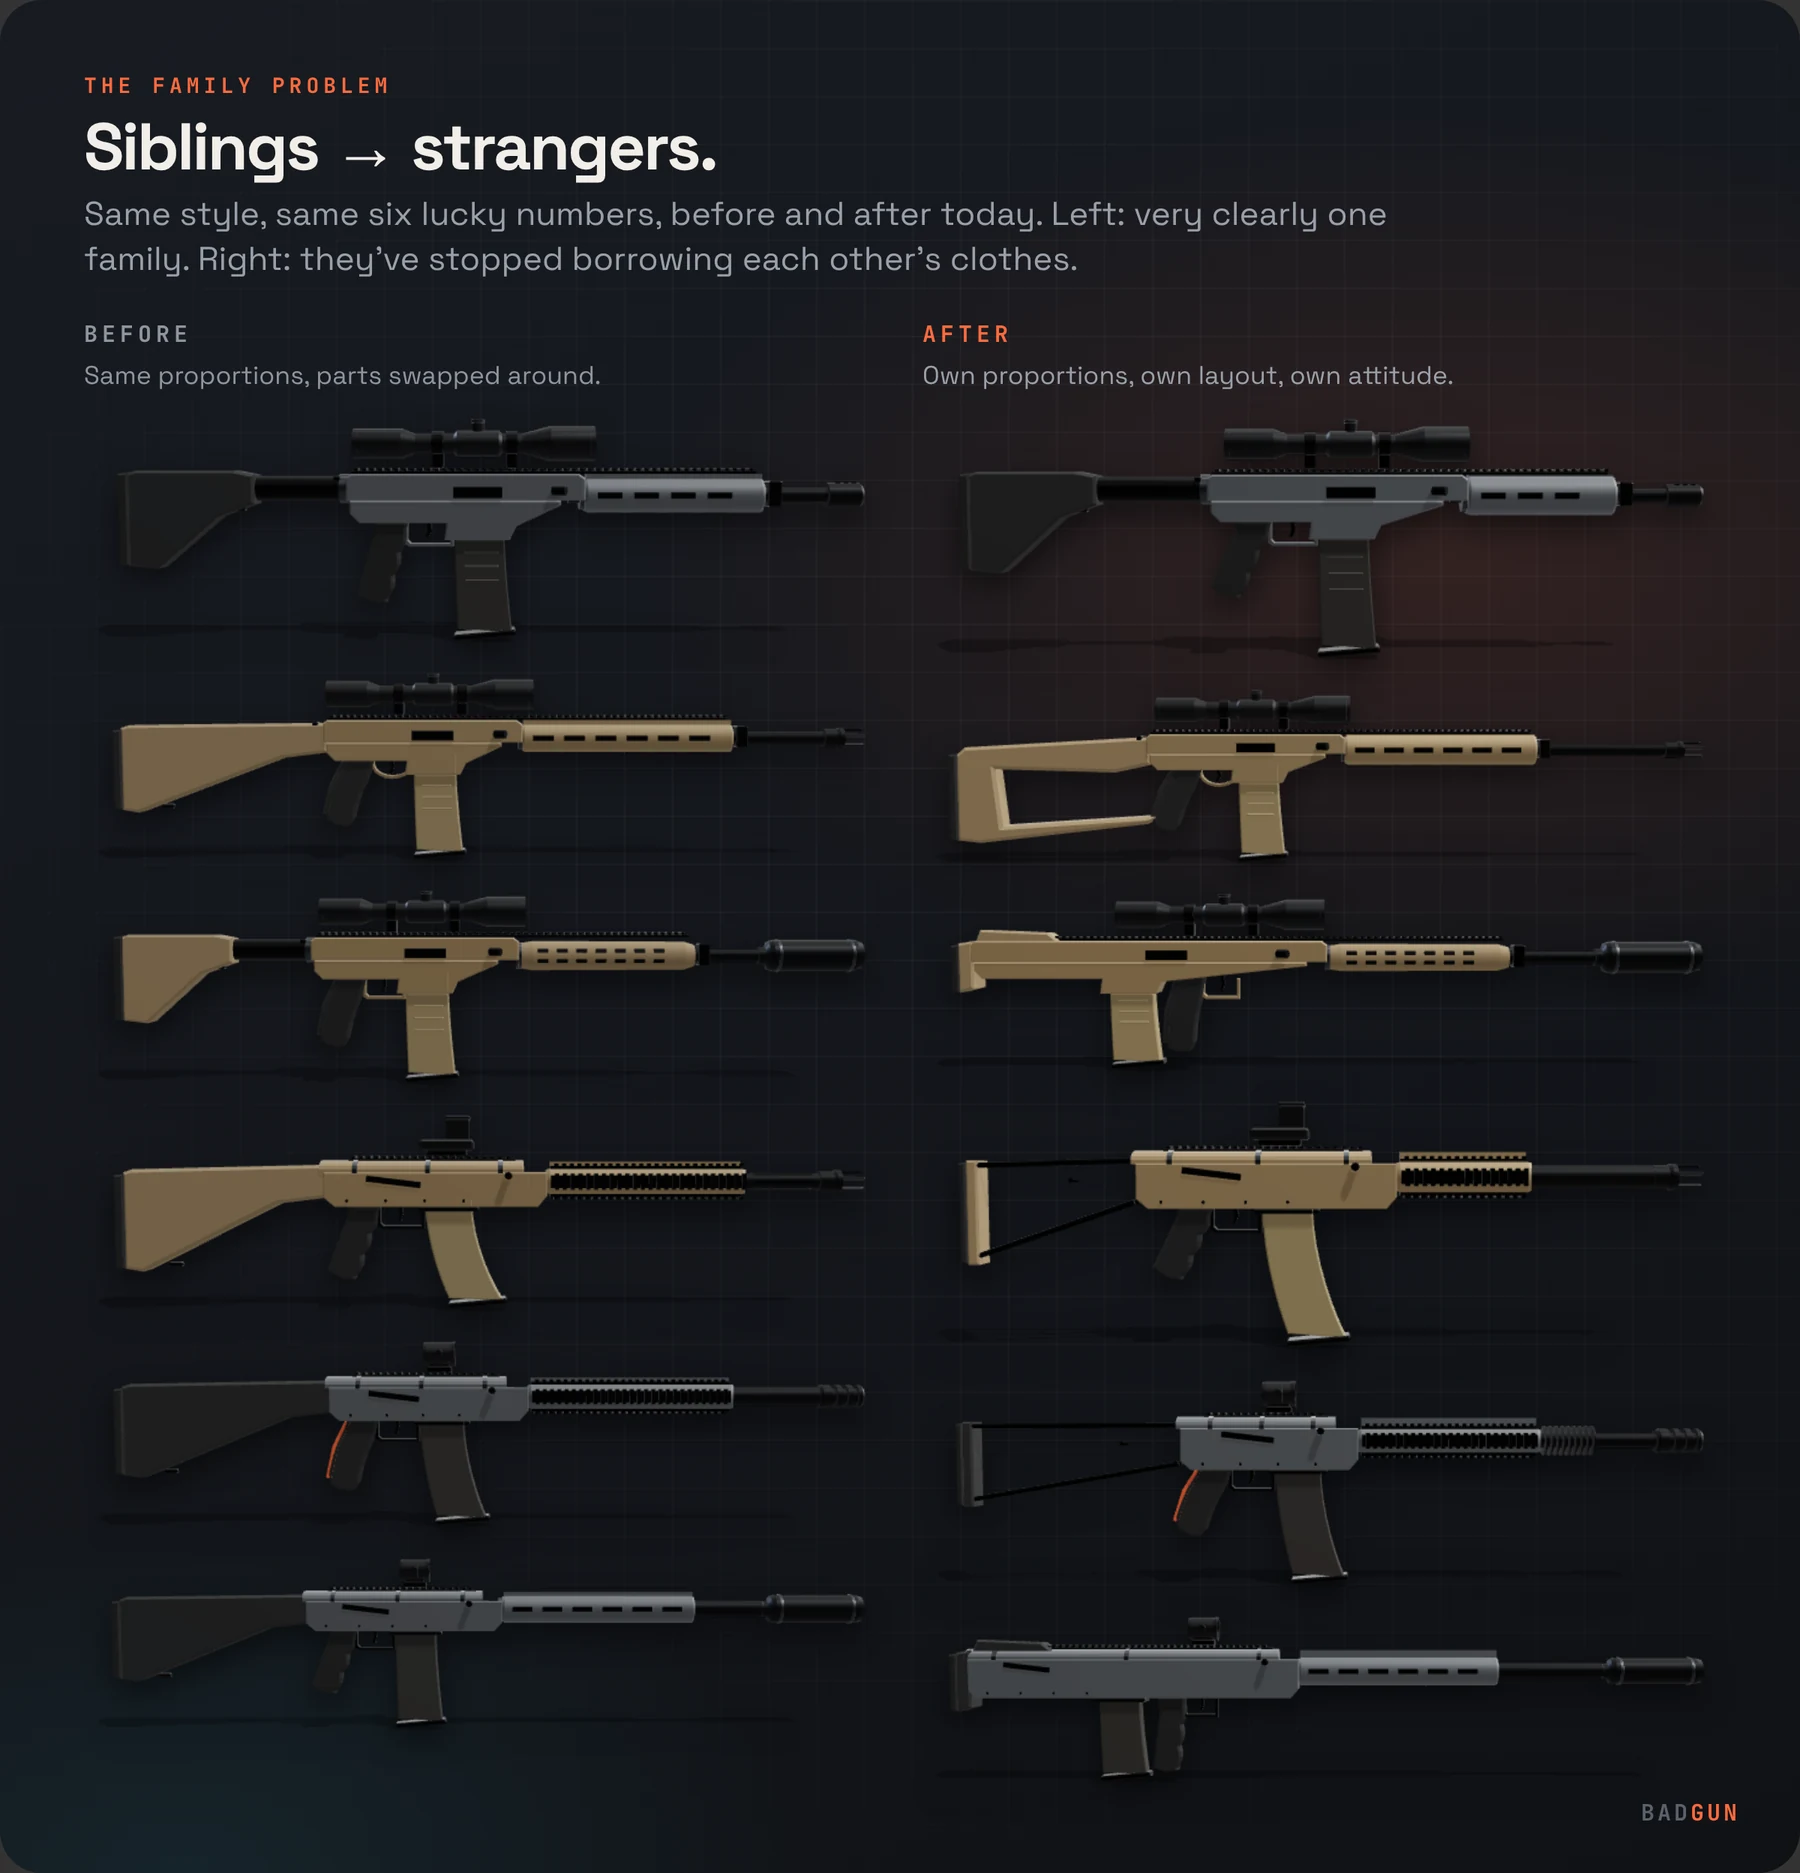 THE FAMILY PROBLEM
Siblings → strangers.
Same style, same six lucky numbers, before and after today. Left: very clearly one
family. Right: they’ve stopped borrowing each other’s clothes.
BEFORE
Same proportions, parts swapped around.
AFTER
Own proportions, own layout, own attitude.
BADGUN